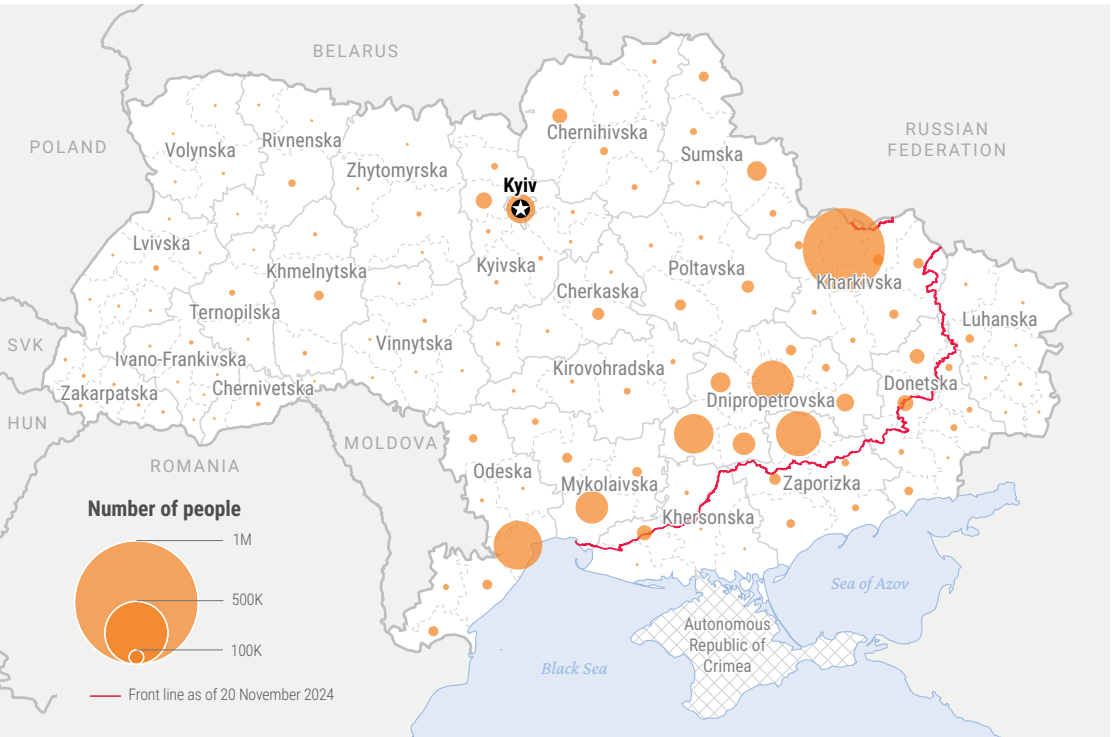 BELARUS
POLAND
RUSSIAN
FEDERATION
Volynska
Rivnenska
Zhytomyrska
Chernihivska
Sumska
Kyiv
Lvivska
Khmelnytska
Kyivska
Cherkaska
Poltavska
Kharkivska
Ternopilska
Luhanska
SVK
Ivano-Frankivska
Vinnytska
Kirovohradska
Zakarpatska
Chernivetska
Donetska
Dnipropetrovska
HUN
MOLDOVA
ROMANIA
Odeska
Mykolaivska
Zaporizka
Khersonska
Number of people
1M
500K
100K
Sea of Azov
Autonomous
Republic of
Crimea
Black Sea
Front line as of 20 November 2024